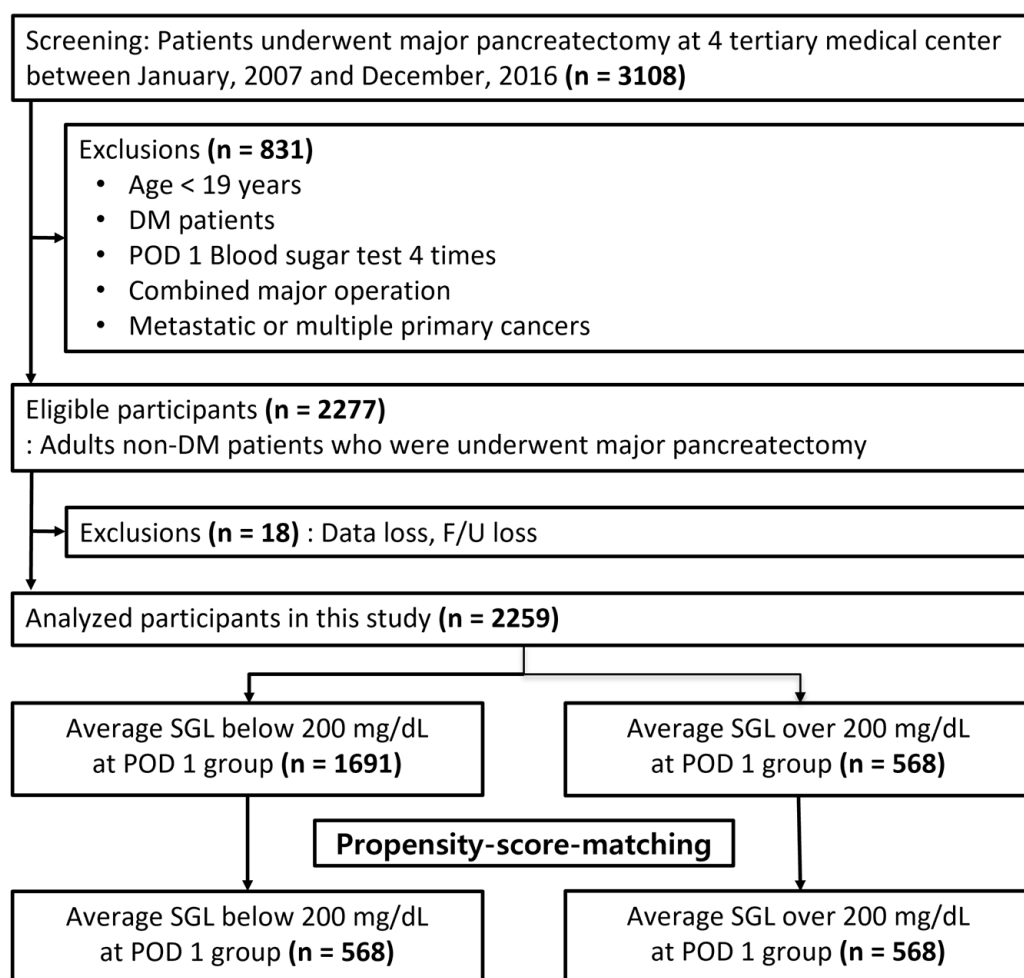 Screening: Patients underwent major pancreatectomy at 4 tertiary medical center
between January, 2007 and December, 2016 (n = 3108)
Exclusions (n = 831)
• Age < 19 years
• DM patients
• POD 1 Blood sugar test 4 times
• Combined major operation
• Metastatic or multiple primary cancers
Eligible participants (n = 2277)
: Adults non-DM patients who were underwent major pancreatectomy
Exclusions (n = 18) : Data loss, F/U loss
Analyzed participants in this study (n = 2259)
Average SGL below 200 mg/dL
at POD 1 group (n = 1691)
Average SGL over 200 mg/dL
at POD 1 group (n = 568)
Propensity-score-matching
Average SGL below 200 mg/dL
at POD 1 group (n = 568)
Average SGL over 200 mg/dL
at POD 1 group (n = 568)